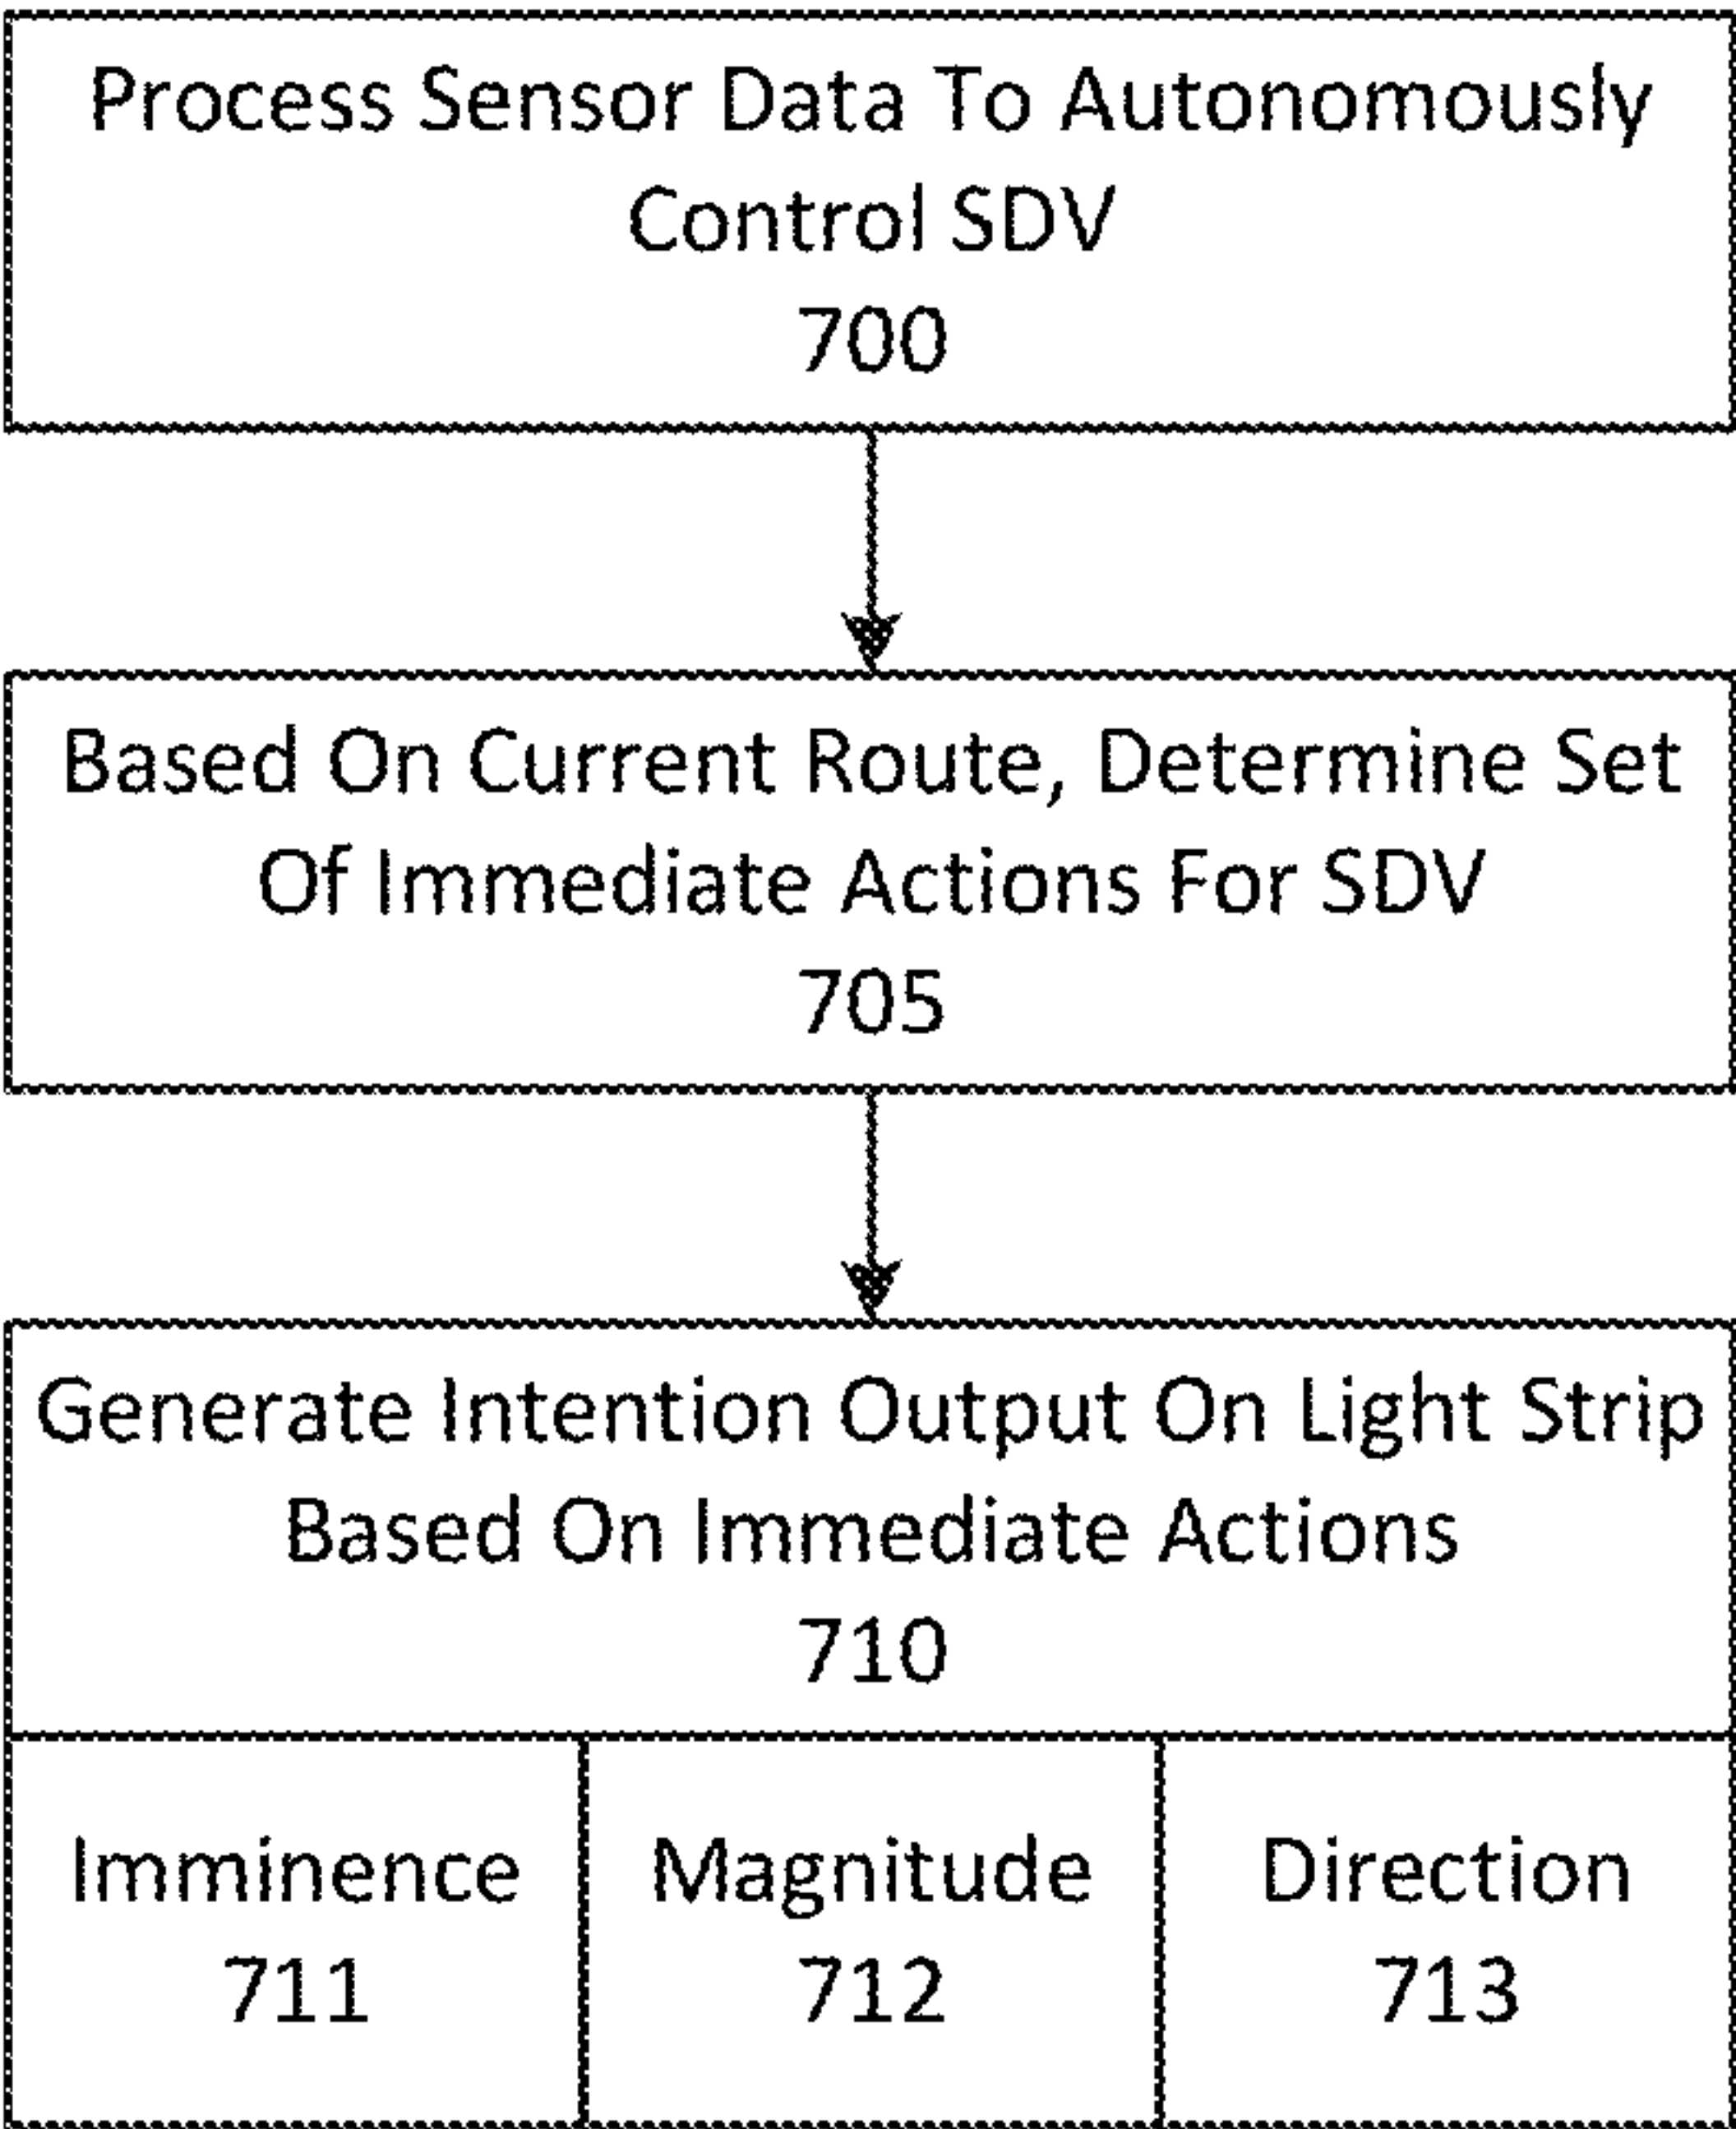 Process Sensor Data To Autonomously
Control SDV
700
Based On Current Route, Determine Set
Of Immediate Actions For SDV
705
Generate Intention Output On Light Strip
Based On Immediate Actions
710
Imminence
711
Magnitude
712
Direction
713